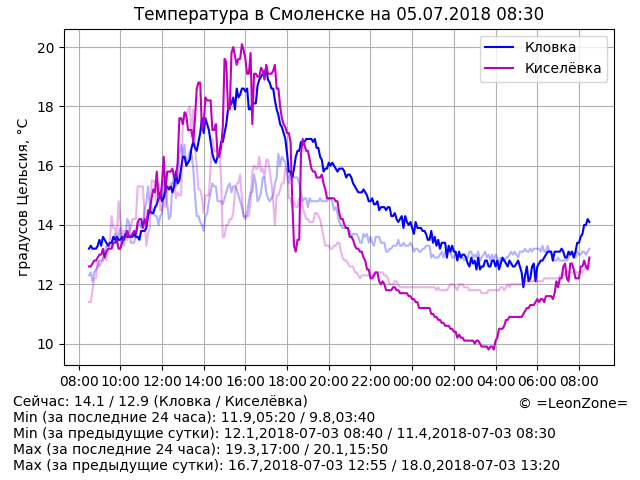 Температура в Смоленске на 05.07.2018 08:30
Кловка
Киселёвка
градусов Цельсия, °C
20
18
16
14
12
10
08:00 10:00 12:00 14:00 16:00 18:00 20:00 22:00 00:00 02:00 04:00 06:00 08:00
Сейчас: 14.1 / 12.9 (Кловка / Киселёвка)
© =LeonZone=
Min (за последние 24 часа): 11.9,05:20 / 9.8,03:40
Min (за предыдущие сутки): 12.1,2018-07-03 08:40 / 11.4,2018-07-03 08:30
Max (за последние 24 часа): 19.3,17:00 / 20.1,15:50
Max (за предыдущие сутки): 16.7,2018-07-03 12:55 / 18.0,2018-07-03 13:20